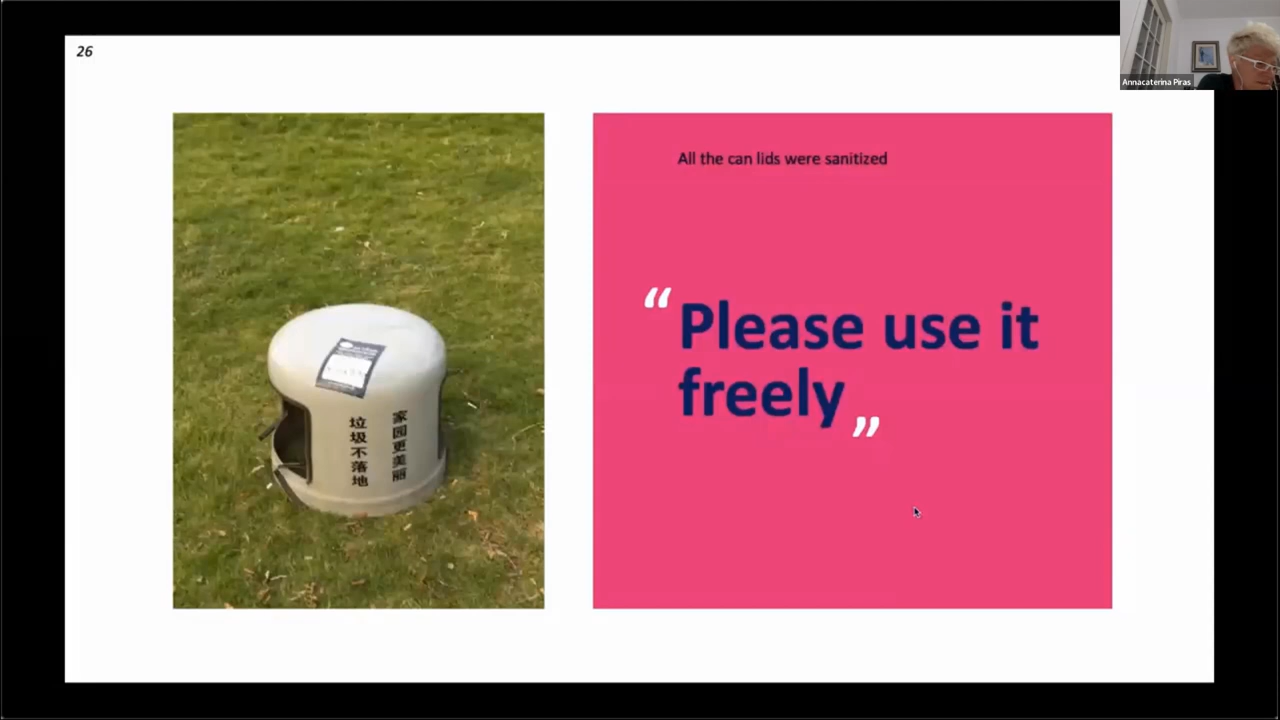 26
Annacaterina Piras
All the can lids were sanitized
“Please use it
freely”
家园更美丽
垃圾不落地